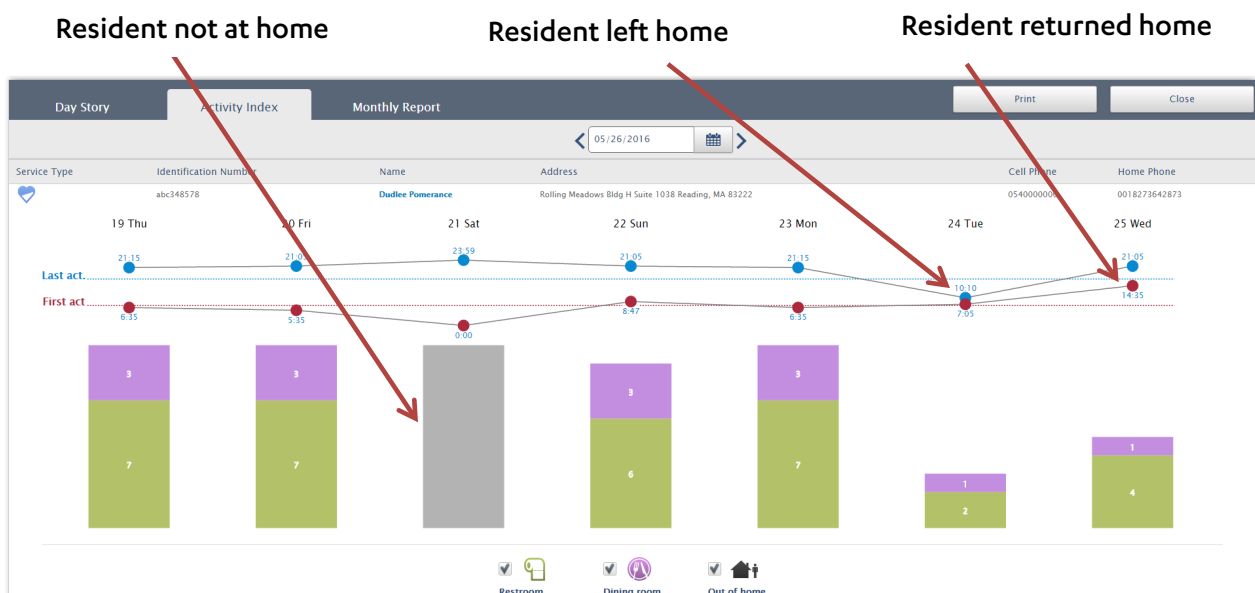 Resident not at home
Resident left home
Resident returned home
Day Story
Activity Index
Monthly Report
Print
Close
05/26/2016
Service Type
Identification Number
Name
Address
Cell Phone
Home Phone
abc348578
Dudlee Pomerance
Rolling Meadows Bldg H Suite 1038 Reading, MA 83222
0540000000
0018273642873
19 Thu
20 Fri
21 Sat
22 Sun
23 Mon
24 Tue
25 Wed
21:15
21:05
23:59
21:05
21:15
10:10
21:05
Last act.
First act
6:35
5:35
0:00
8:47
6:35
7:05
14:35
3
3
3
3
1
1
7
7
6
7
2
4
Restroom
Dining room
Out of home